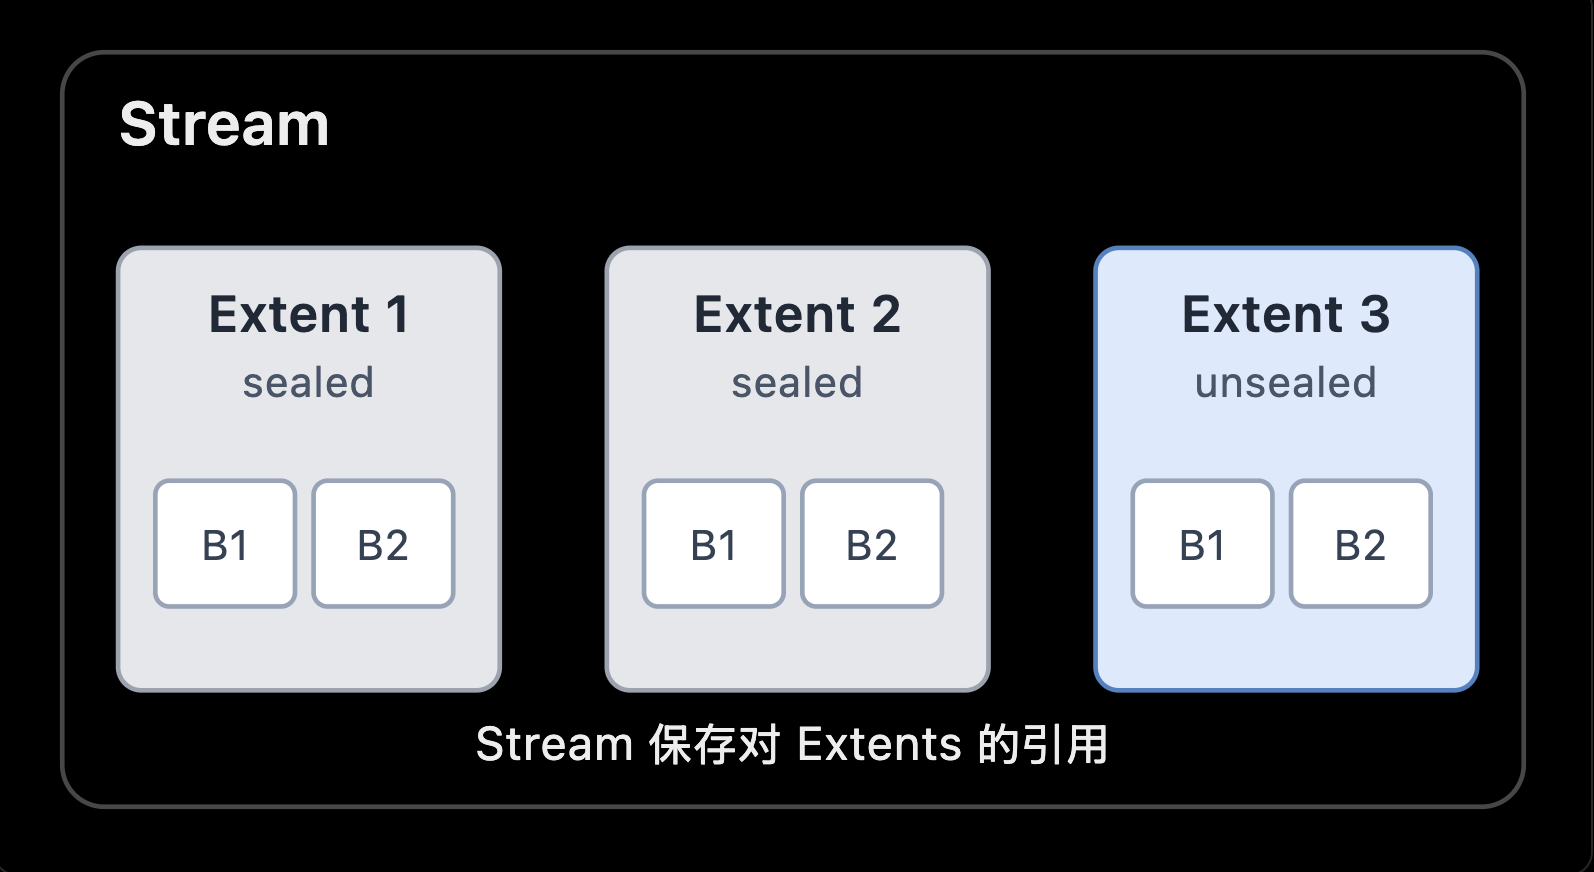 Stream
Extent 1
sealed
B1
B2
Extent 2
sealed
B1
B2
Extent 3
unsealed
B1
B2
Stream 保存对 Extents 的引用